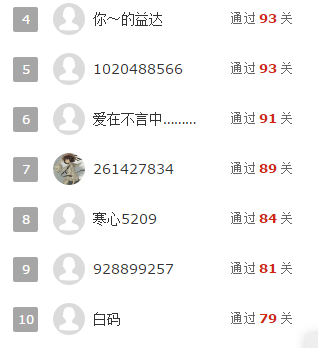 4 你～的益达 通过 93 关
5 1020488566 通过 93 关
6 爱在不言中......... 通过 91 关
7 261427834 通过 89 关
8 寒心5209 通过 84 关
9 928899257 通过 81 关
10 白码 通过 79 关